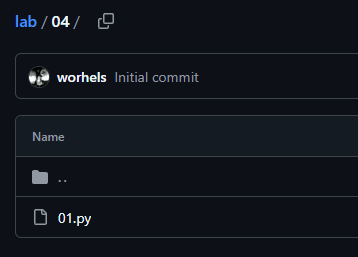 lab / 04 /
worhels Initial commit
Name
..
01.py